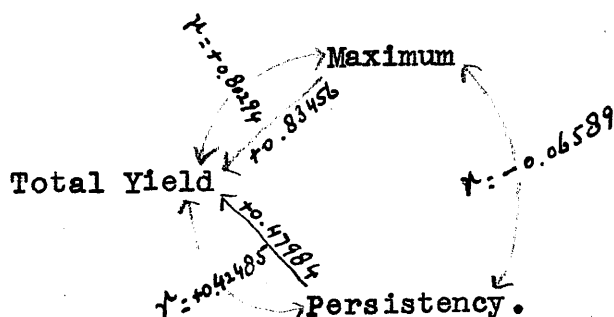 r=+0.80294
Maximum
+0.83456
r=-0.06589
Total Yield
+0.47984
r=+0.42485
Persistency.